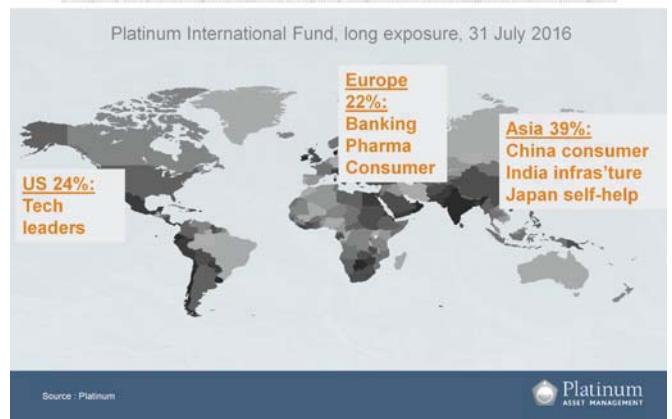 Platinum International Fund, long exposure, 31 July 2016
Europe
22%:
Banking
Pharma
Consumer
Asia 39%:
China consumer
India infras'ture
Japan self-help
US 24%:
Tech
leaders
Source : Platinum
Platinum
ASSET MANAGEMENT